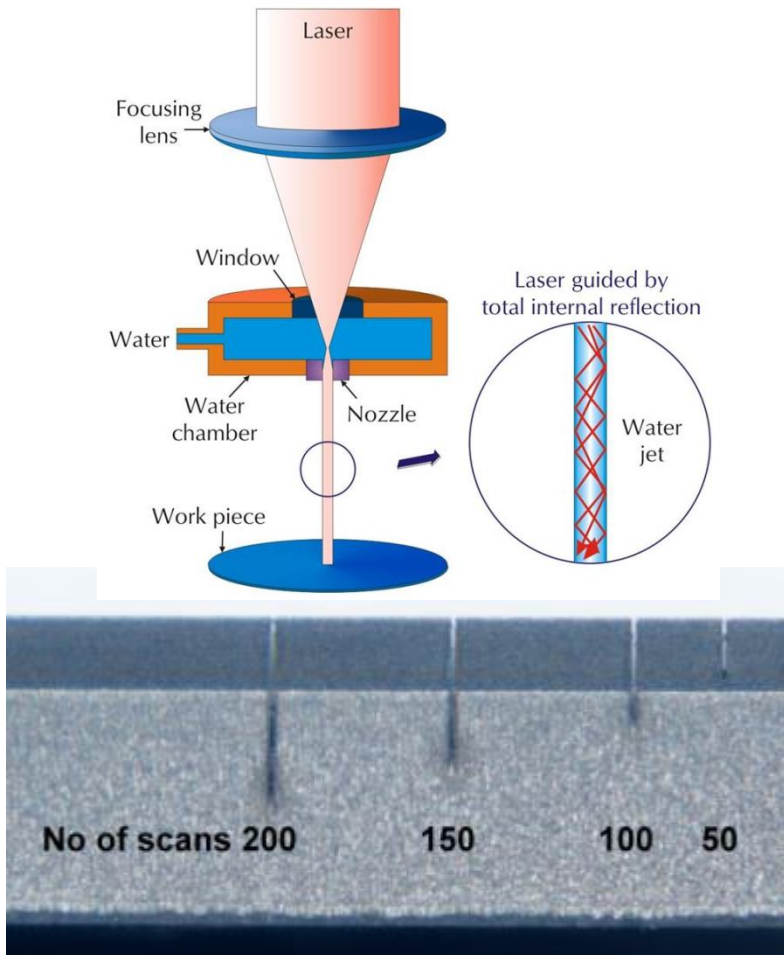 Laser
Focusing
lens
Window
Laser guided by
total internal reflection
Water
Water
chamber
Nozzle
Water
jet
Work piece
No of scans 200 150 100 50